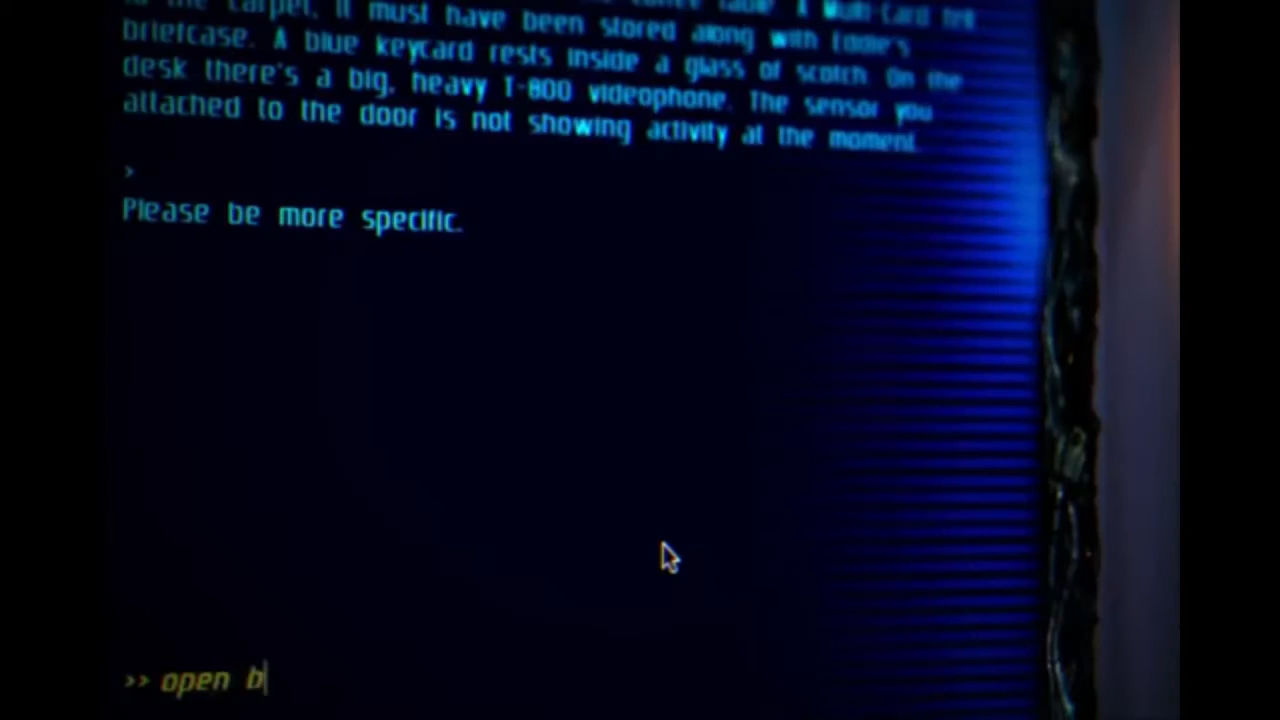 to the carpet. It must have been stored along with Eddie's
briefcase. A blue keycard rests inside a glass of scotch. On the
desk there's a big, heavy T-800 videophone. The sensor you
attached to the door is not showing activity at the moment.
>
Please be more specific.
>> open b